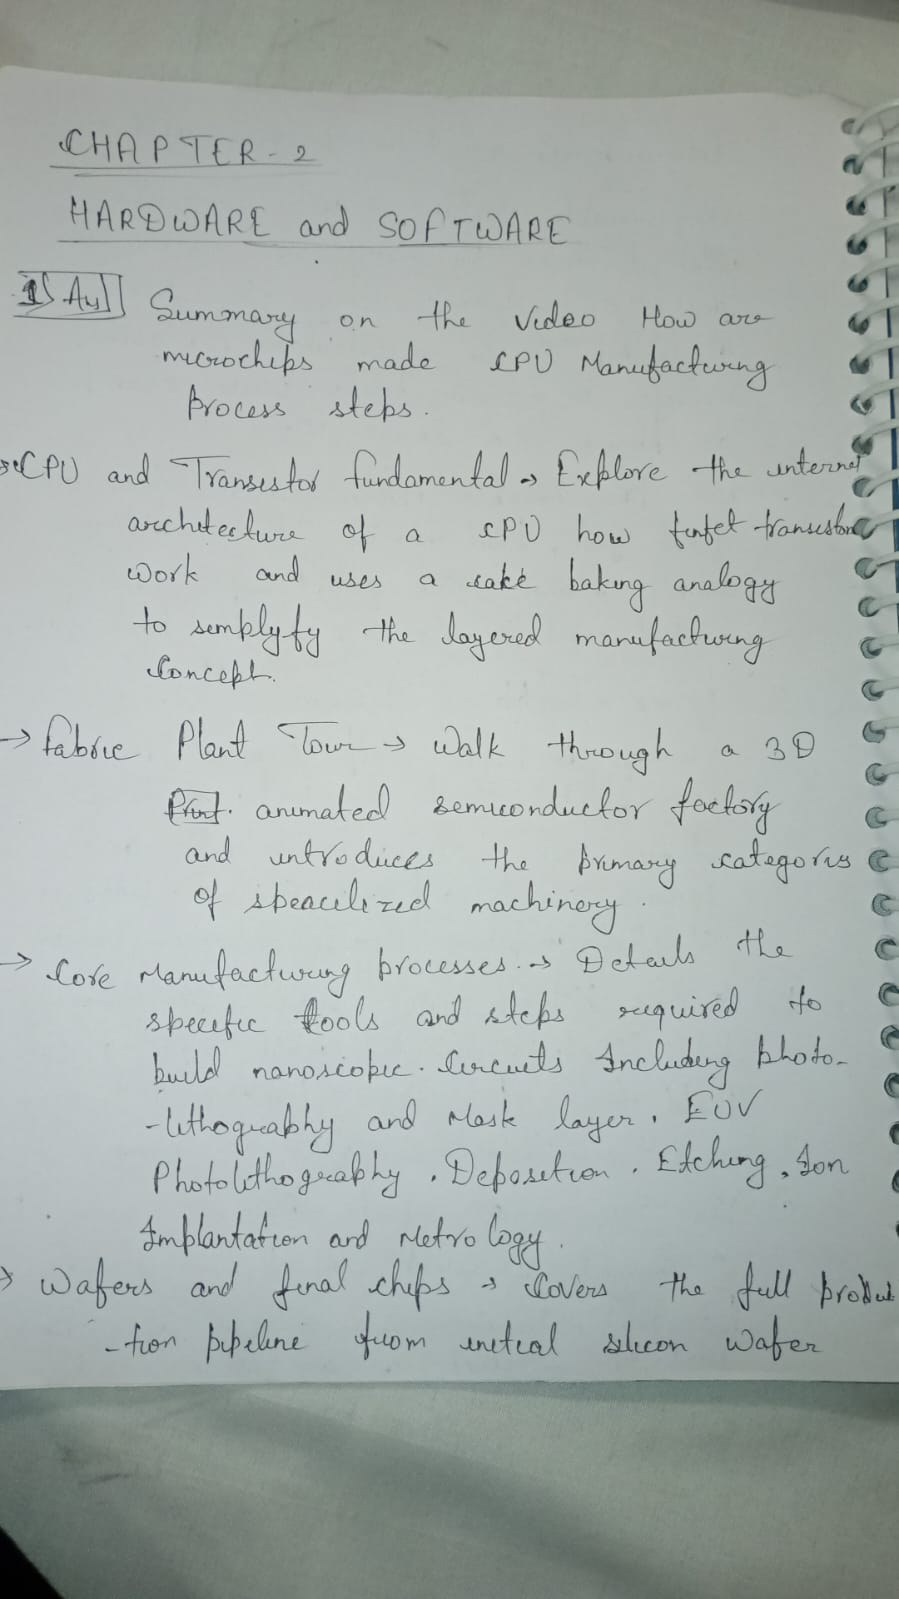 CHAPTER - 2
HARDWARE and SOFTWARE
1) Summary on the Video How are
microchips made CPU Manufacturing
Process steps.
CPU and Transistor fundamental → Explore the internal
architecture of a CPU how finfet transistors
work and uses a cake baking analogy
to simplyfy the layered manufacturing
Concept.
→ Fabric Plant Tour → Walk through a 3D
animated semiconductor factory
and introduces the primary categories
of speacilized machinery.
→ Core Manufacturing processes. → Details the
specific tools and steps required to
build nanoscopic. Circuits Including photo-
-lithography and Mask layer, EUV
Photolithography, Deposition, Etching, Ion
Implantation and Metrology.
→ Wafers and final chips → Covers the full produc
-tion pipeline from initial silicon wafer